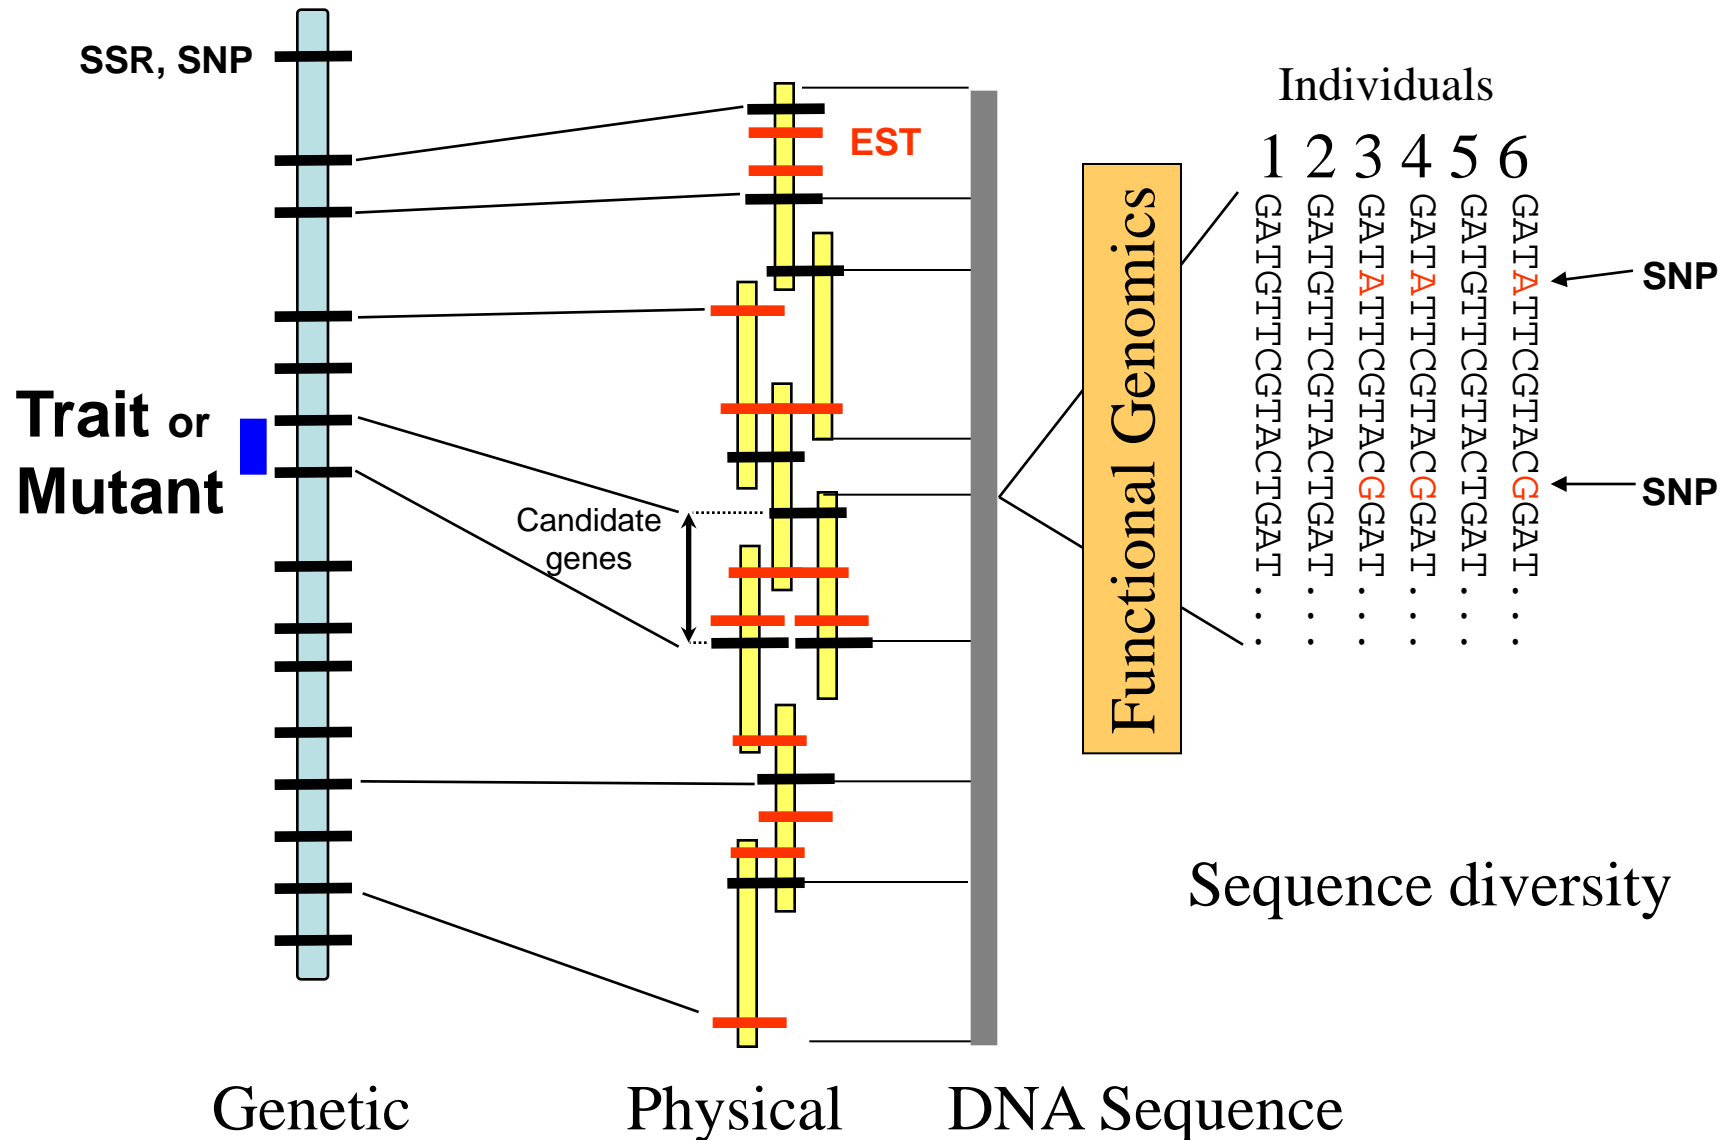 SSR, SNP
EST
Individuals
1 2 3 4 5 6
GATGTTCGTACTGAT
GATGTTCGTACTGAT
GATATTCGTACGGAT
GATATTCGTACGGAT
GATGTTCGTACTGAT
GATATTCGTACGGAT
: : : : : :
. . . . . .
SNP
SNP
Functional Genomics
Trait or
Mutant
Candidate
genes
Sequence diversity
Genetic
Physical
DNA Sequence